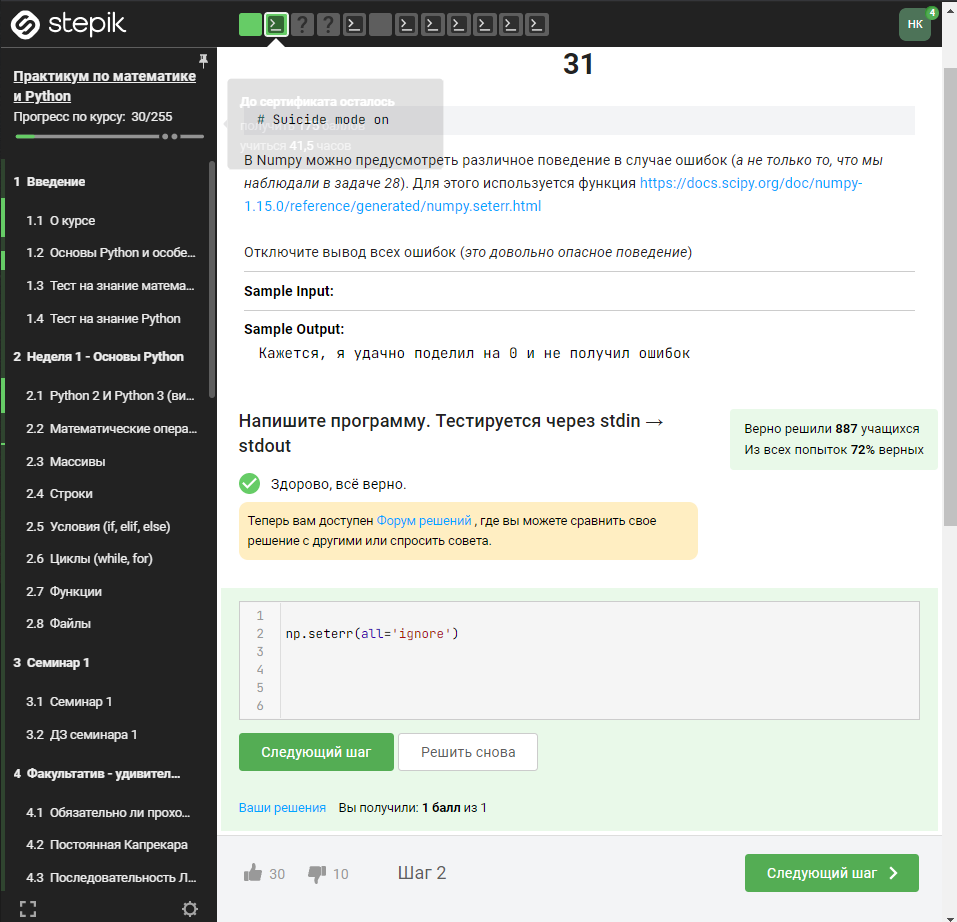 stepik
? ?
НК
4
Практикум по математике
и Python
Прогресс по курсу: 30/255
1 Введение
1.1 О курсе
1.2 Основы Python и особе...
1.3 Тест на знание матема...
1.4 Тест на знание Python
2 Неделя 1 - Основы Python
2.1 Python 2 И Python 3 (ви...
2.2 Математические опера...
2.3 Массивы
2.4 Строки
2.5 Условия (if, elif, else)
2.6 Циклы (while, for)
2.7 Функции
2.8 Файлы
3 Семинар 1
3.1 Семинар 1
3.2 ДЗ семинара 1
4 Факультатив - удивител...
4.1 Обязательно ли прохо...
4.2 Постоянная Капрекара
4.3 Последовательность Л...
31
До сертификата осталось
получить 175 баллов
учиться 41,5 часов
# Suicide mode on
В Numpy можно предусмотреть различное поведение в случае ошибок (а не только то, что мы
наблюдали в задаче 28). Для этого используется функция https://docs.scipy.org/doc/numpy-
1.15.0/reference/generated/numpy.seterr.html
Отключите вывод всех ошибок (это довольно опасное поведение)
Sample Input:
Sample Output:
Кажется, я удачно поделил на 0 и не получил ошибок
Напишите программу. Тестируется через stdin →
stdout
Верно решили 887 учащихся
Из всех попыток 72% верных
Здорово, всё верно.
Теперь вам доступен Форум решений , где вы можете сравнить свое
решение с другими или спросить совета.
1
2 np.seterr(all='ignore')
3
4
5
6
Следующий шаг
Решить снова
Ваши решения Вы получили: 1 балл из 1
30 10 Шаг 2
Следующий шаг